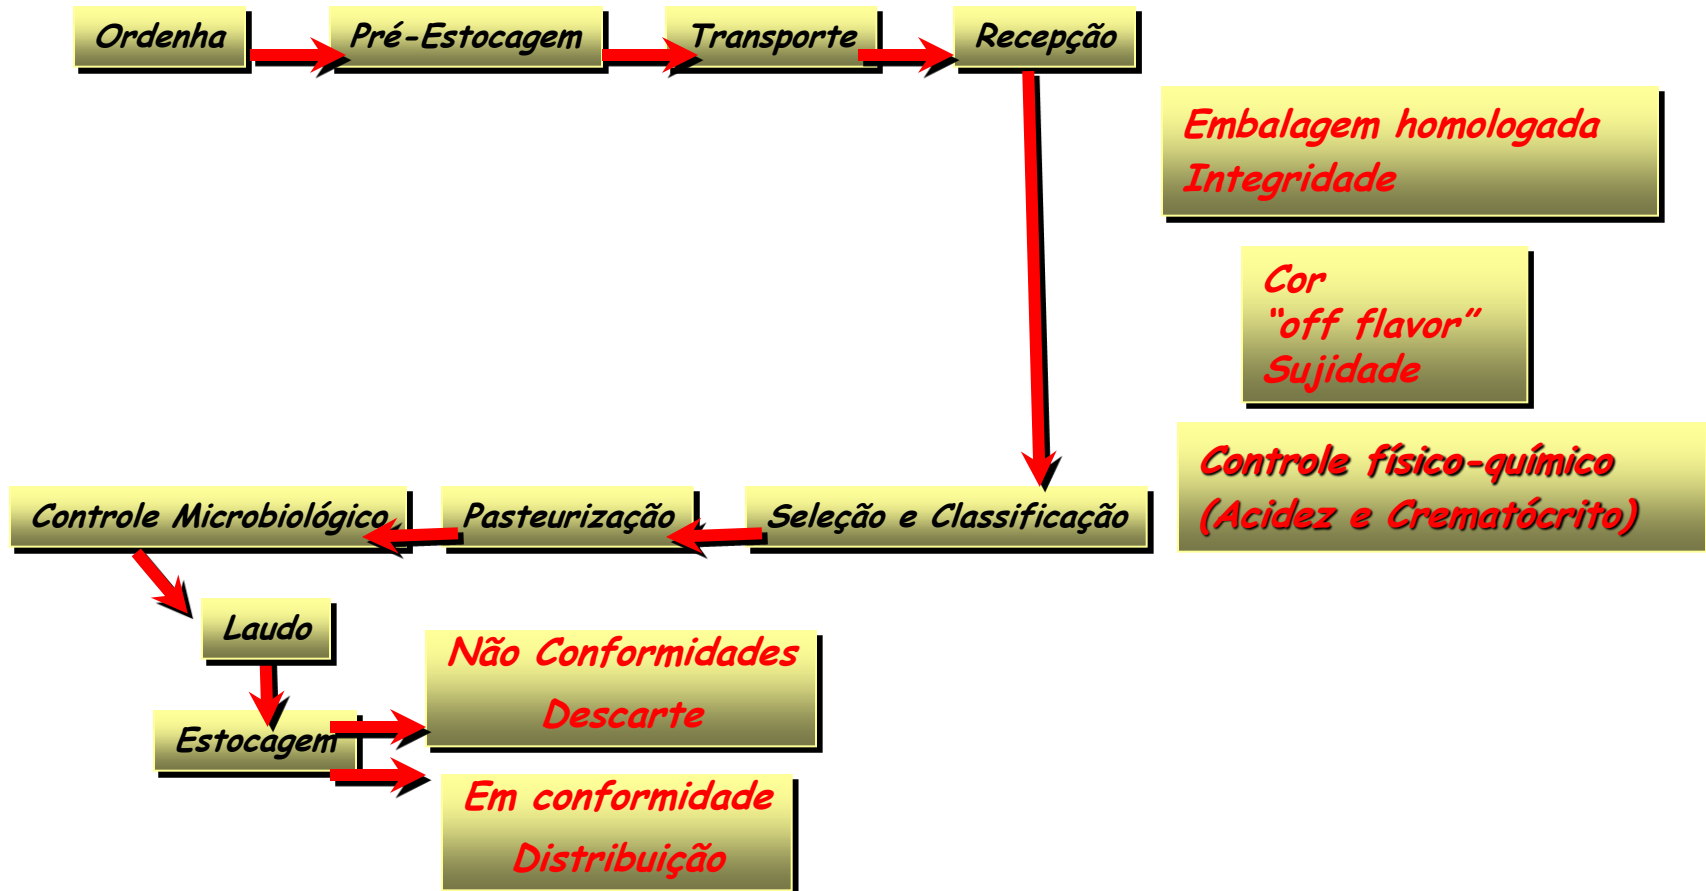 Ordenha
Pré-Estocagem
Transporte
Recepção
Embalagem homologada
Integridade
Cor
“off flavor”
Sujidade
Controle físico-químico
(Acidez e Crematócrito)
Seleção e Classificação
Pasteurização
Controle Microbiológico
Laudo
Estocagem
Não Conformidades
Descarte
Em conformidade
Distribuição